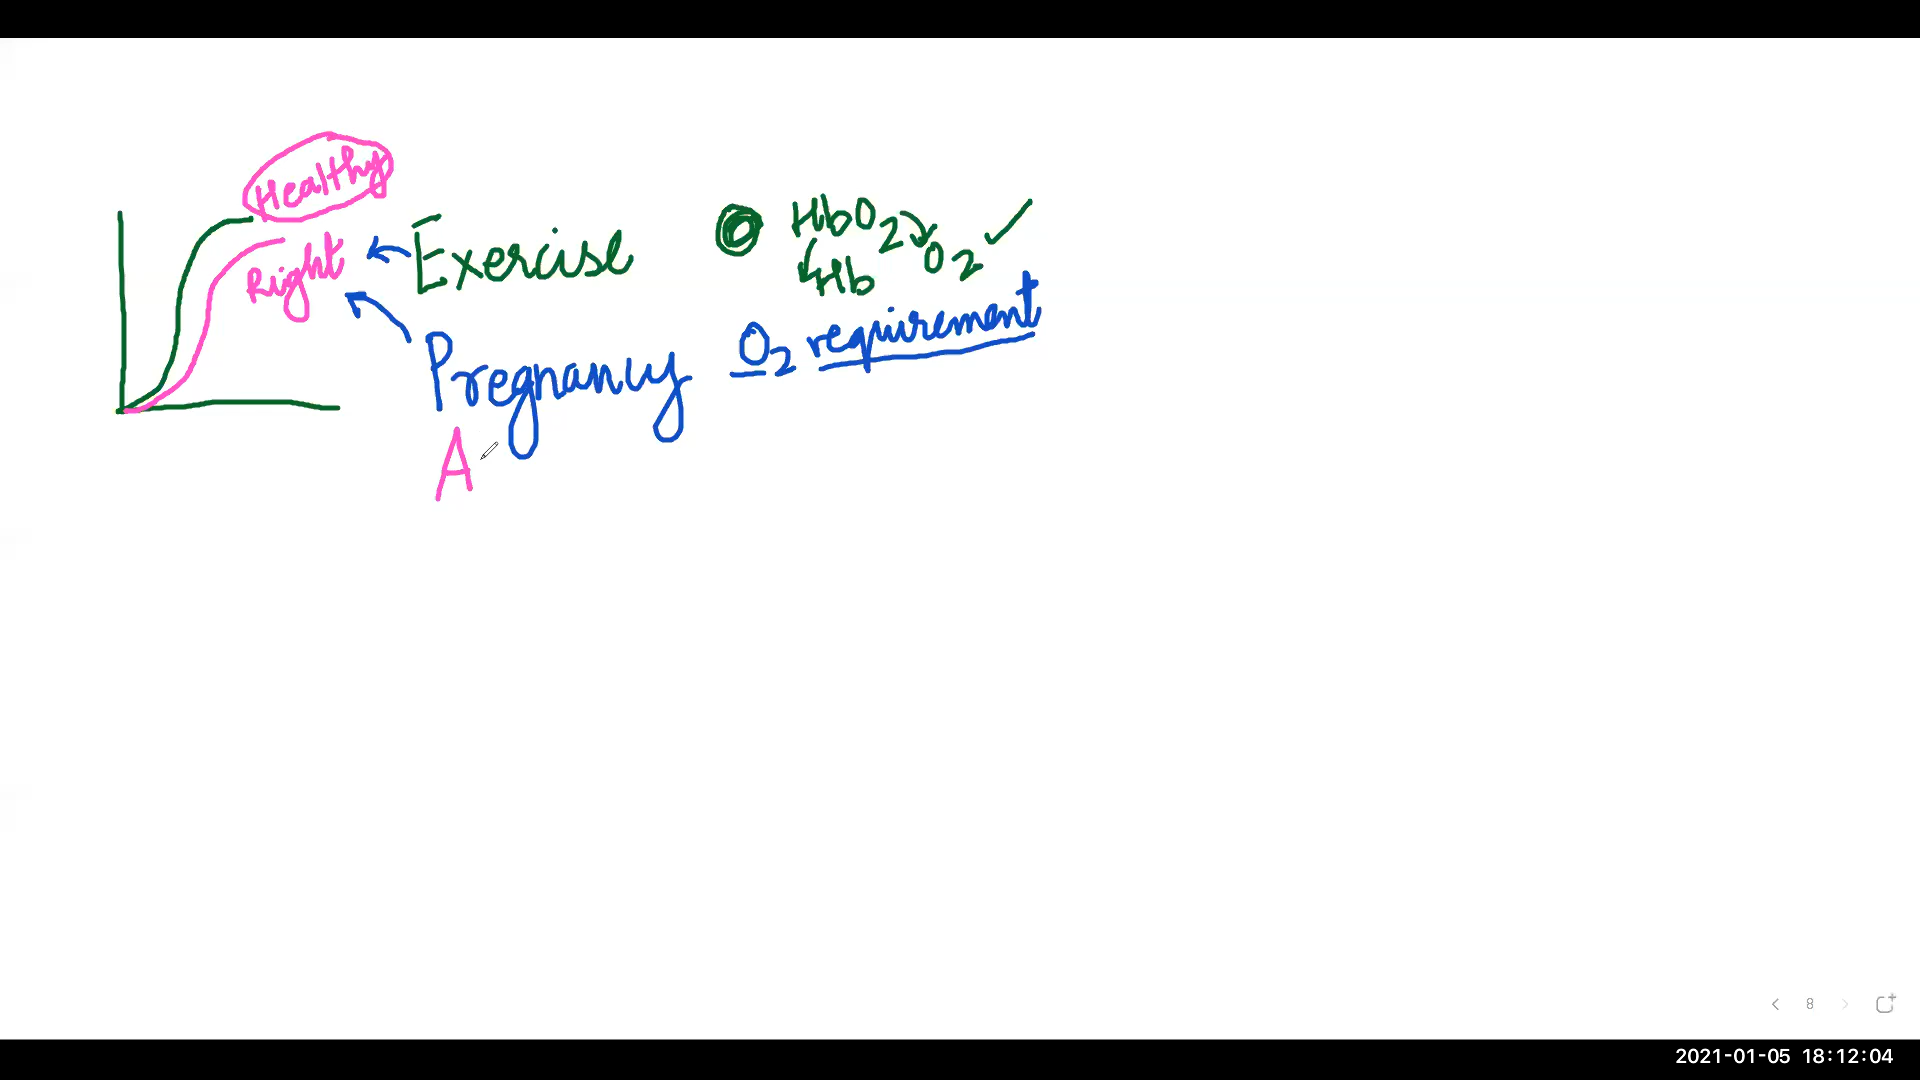 Healthy
Right
Exercise
HbO2
O2
Hb
Pregnancy
O2 requirement
A
8
2021-01-05 18:12:04